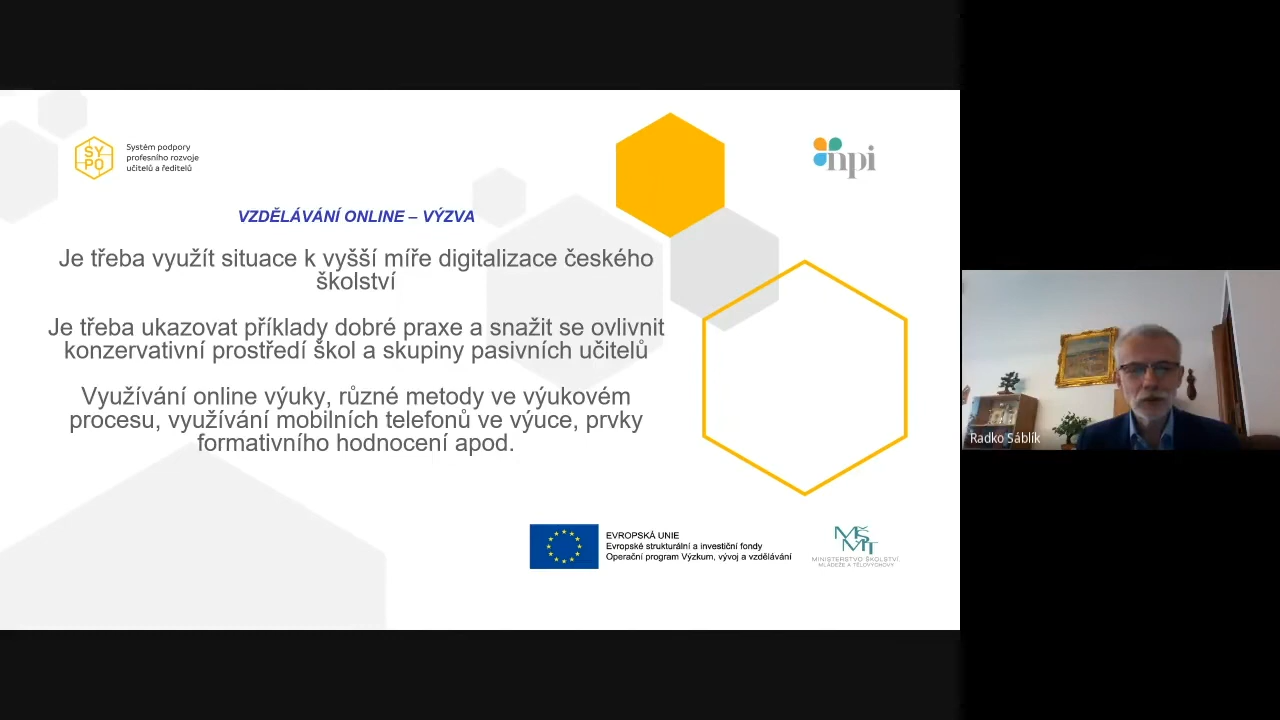 SYPO
Systém podpory
profesního rozvoje
učitelů a ředitelů
npi
VZDĚLÁVÁNÍ ONLINE – VÝZVA
Je třeba využít situace k vyšší míře digitalizace českého
školství
Je třeba ukazovat příklady dobré praxe a snažit se ovlivnit
konzervativní prostředí škol a skupiny pasivních učitelů
Využívání online výuky, různé metody ve výukovém
procesu, využívání mobilních telefonů ve výuce, prvky
formativního hodnocení apod.
Radko Sáblík
EVROPSKÁ UNIE
Evropské strukturální a investiční fondy
Operační program Výzkum, vývoj a vzdělávání
MŠMT
MINISTERSTVO ŠKOLSTVÍ,
MLÁDEŽE A TĚLOVÝCHOVY